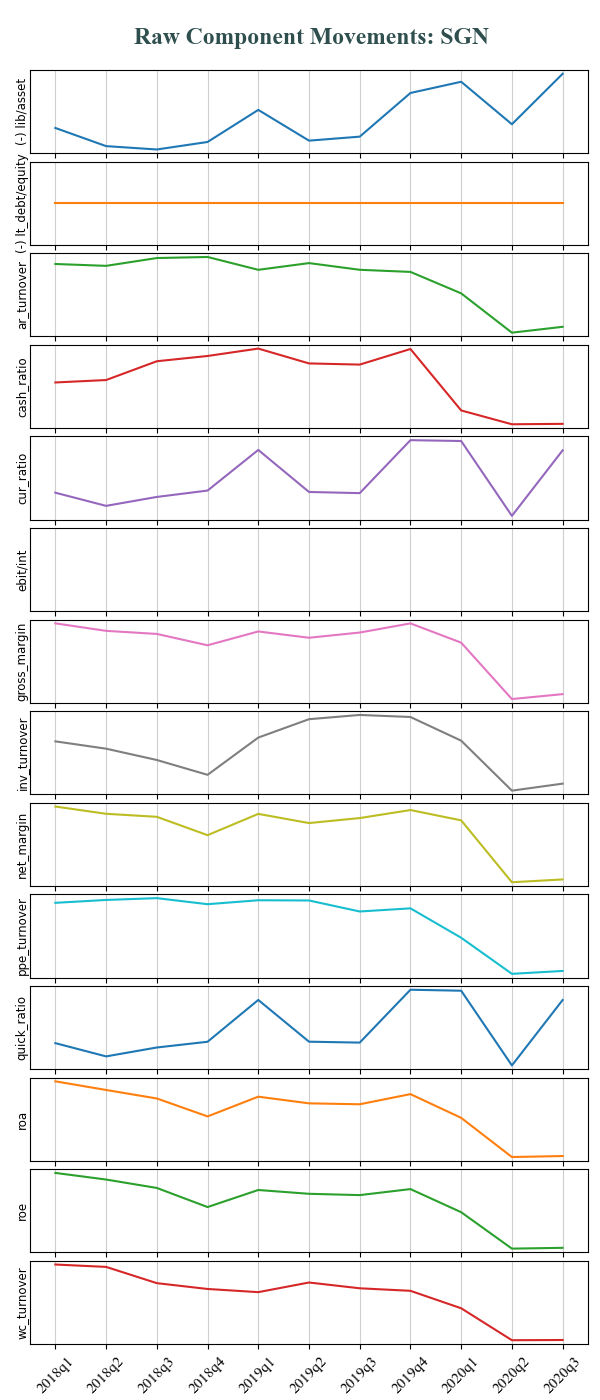 Raw Component Movements: SGN
(-) lib/asset
(-) lt_debt/equity
ar_turnover
cash_ratio
cur_ratio
ebit/int
gross_margin
inv_turnover
net_margin
ppe_turnover
quick_ratio
roa
roe
wc_turnover
2018q1 2018q2 2018q3 2018q4 2019q1 2019q2 2019q3 2019q4 2020q1 2020q2 2020q3